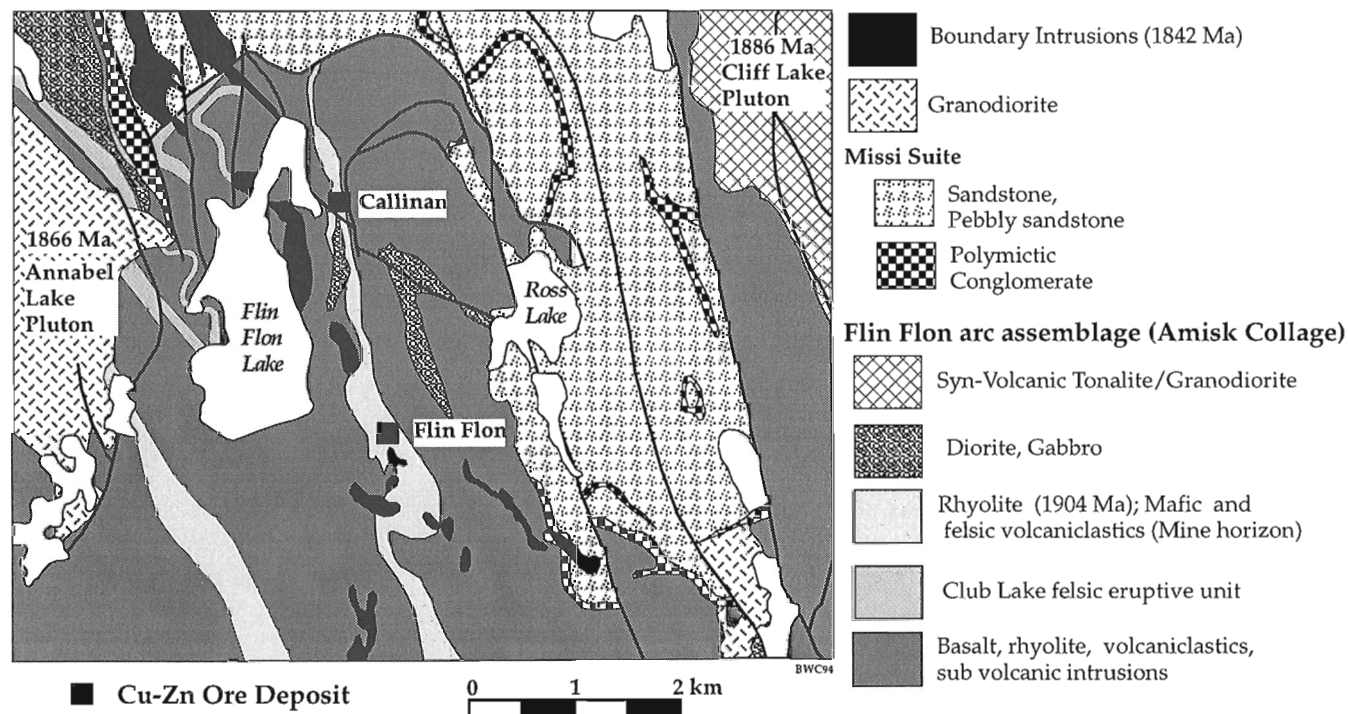 1886 Ma
Cliff Lake
Pluton
Callinan
1866 Ma
Annabel
Lake
Pluton
Flin
Flon
Lake
Ross
Lake
Flin Flon
BWC94
Cu-Zn Ore Deposit
0 1 2 km
Boundary Intrusions (1842 Ma)
Granodiorite
Missi Suite
Sandstone,
Pebbly sandstone
Polymictic
Conglomerate
Flin Flon arc assemblage (Amisk Collage)
Syn-Volcanic Tonalite/Granodiorite
Diorite, Gabbro
Rhyolite (1904 Ma); Mafic and
felsic volcaniclastics (Mine horizon)
Club Lake felsic eruptive unit
Basalt, rhyolite, volcaniclastics,
sub volcanic intrusions